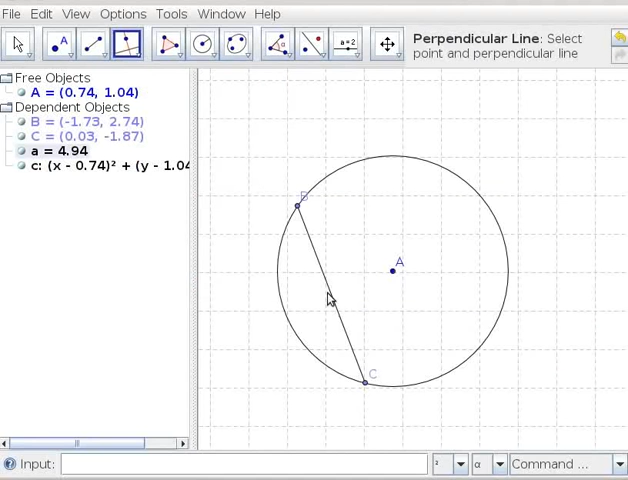 File Edit View Options Tools Window Help
A
α
a=2
Perpendicular Line: Select
point and perpendicular line
Free Objects
A = (0.74, 1.04)
Dependent Objects
B = (-1.73, 2.74)
C = (0.03, -1.87)
a = 4.94
c: (x - 0.74)² + (y - 1.04
B
A
C
Input:
²
α
Command ...